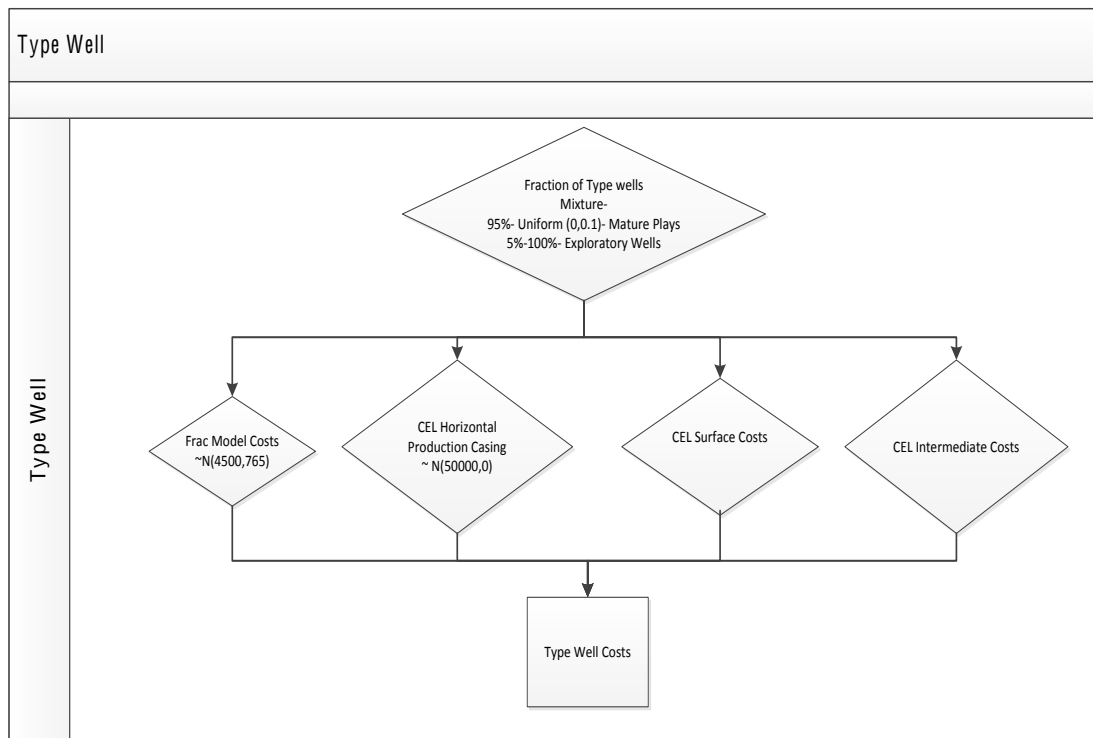 Type Well
Type Well
Fraction of Type wells
Mixture-
95%- Uniform (0,0.1)- Mature Plays
5%-100%- Exploratory Wells
Frac Model Costs
~N(4500,765)
CEL Horizontal
Production Casing
~ N(50000,0)
CEL Surface Costs
CEL Intermediate Costs
Type Well Costs